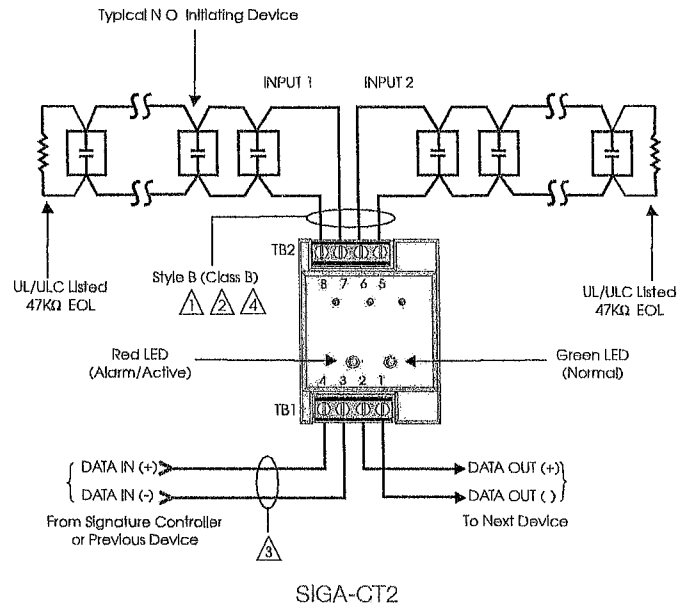 Typical N O Initiating Device
INPUT 1 INPUT 2
TB2
8 7 6 5
Style B (Class B)
1 2 4
UL/ULC Listed
47KΩ EOL
UL/ULC Listed
47KΩ EOL
Red LED
(Alarm/Active)
Green LED
(Normal)
4 3 2 1
TB1
DATA IN (+)
DATA IN (-)
From Signature Controller
or Previous Device
3
DATA OUT (+)
DATA OUT ( )
To Next Device
SIGA-CT2